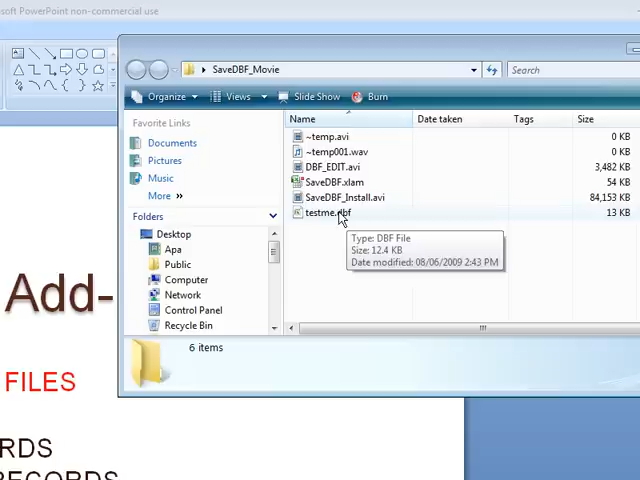 soft PowerPoint non-commercial use
SaveDBF_Movie
Search
Organize Views Slide Show Burn
Name Date taken Tags Size
Favorite Links
Documents
Pictures
Music
More »
Folders
Desktop
Apa
Public
Computer
Network
Control Panel
Recycle Bin
~temp.avi 0 KB
~temp001.wav 0 KB
DBF_EDIT.avi 3,482 KB
SaveDBF.xlam 54 KB
SaveDBF_Install.avi 84,153 KB
testme.dbf 13 KB
Type: DBF File
Size: 12.4 KB
Date modified: 08/06/2009 2:43 PM
6 items
Add-
FILES
RDS
RECORDS